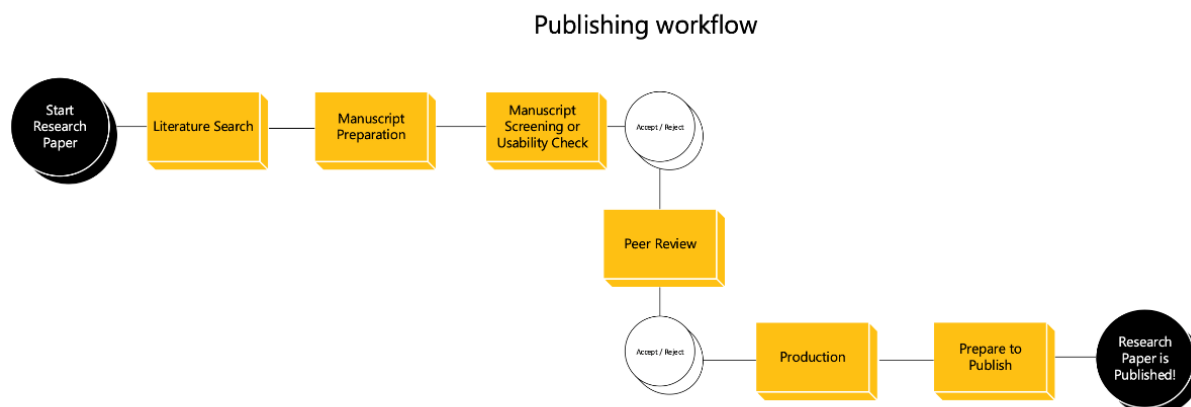 Publishing workflow
Start
Research
Paper
Literature Search
Manuscript
Preparation
Manuscript
Screening or
Usability Check
Accept / Reject
Peer Review
Accept / Reject
Production
Prepare to
Publish
Research
Paper is
Published!